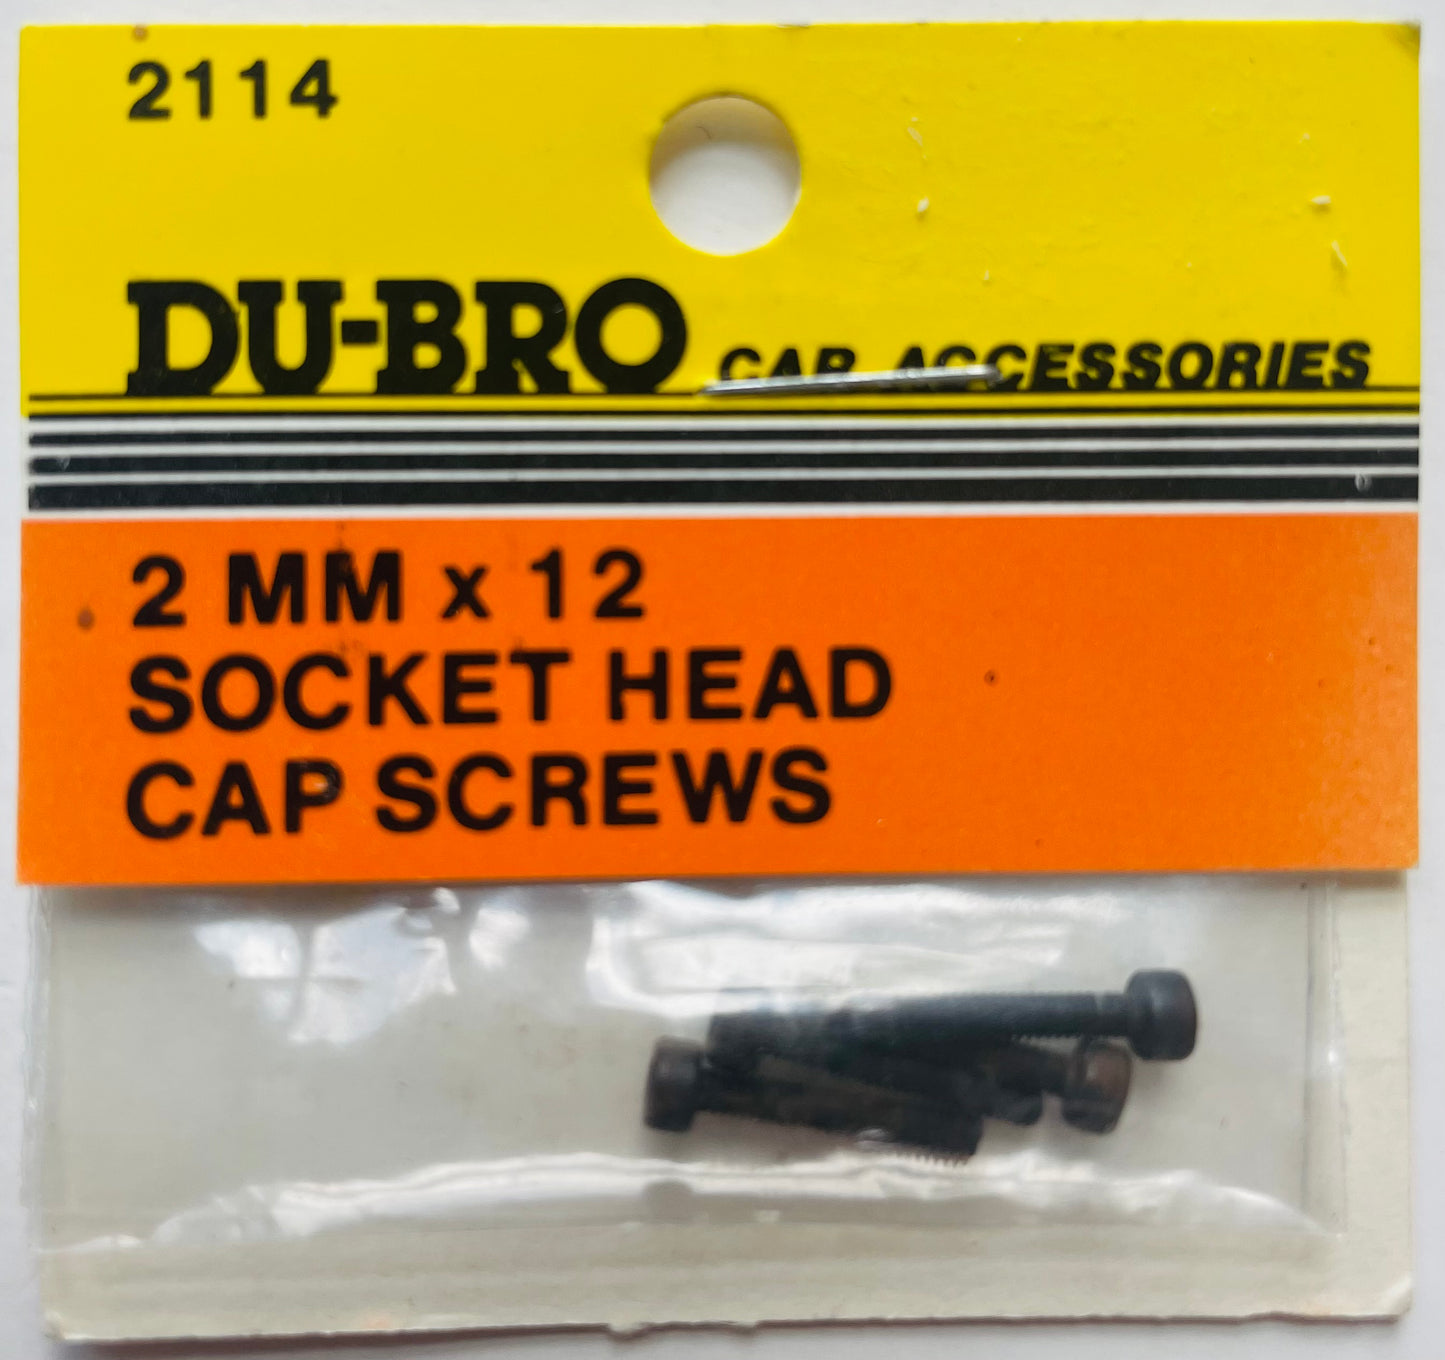 2114
DU-BRO CAR ACCESSORIES
2 MM x 12
SOCKET HEAD
CAP SCREWS